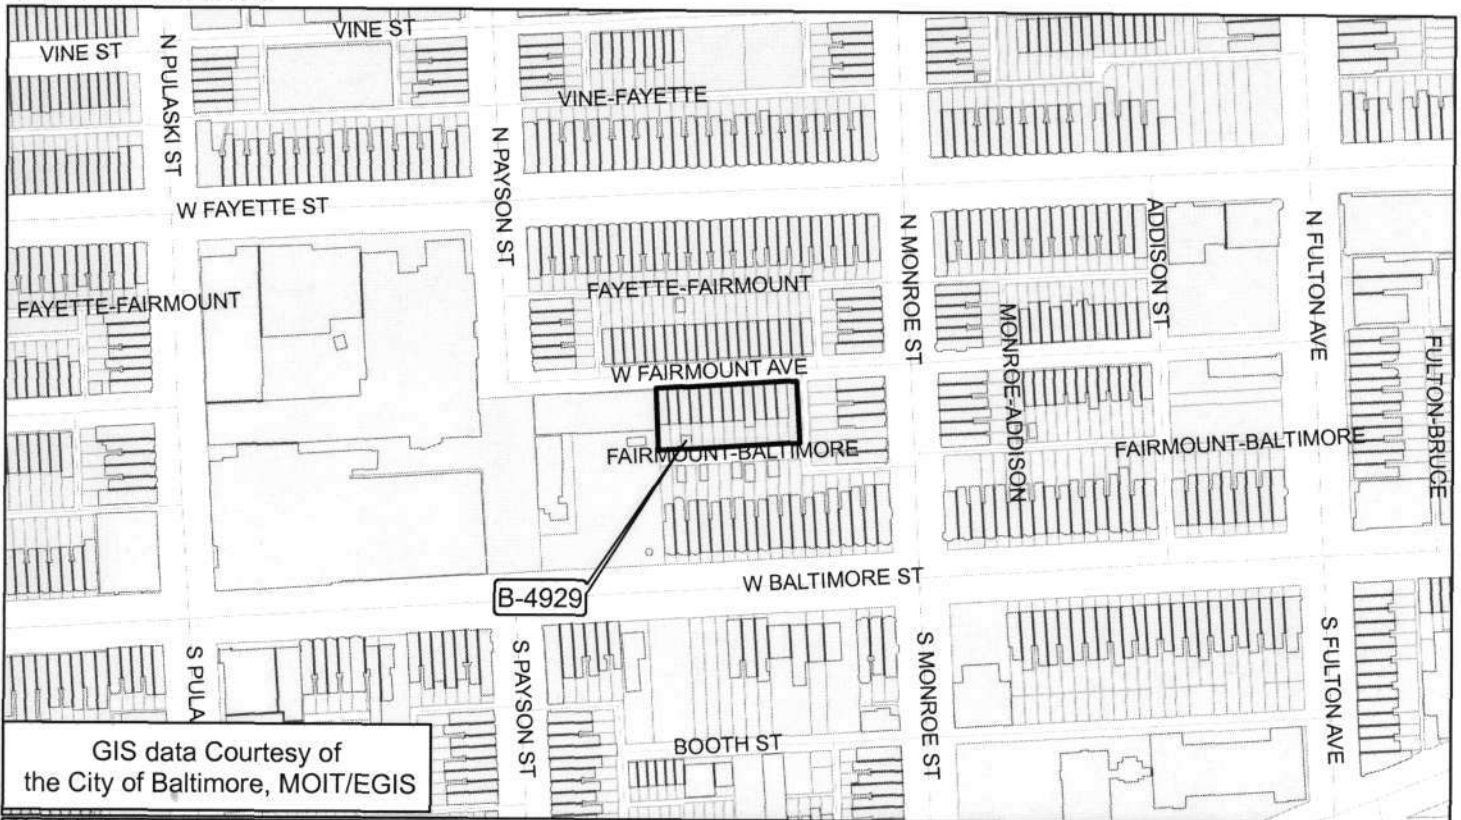 VINE ST
VINE ST
N PULASKI ST
VINE-FAYETTE
N PAYSON ST
W FAYETTE ST
ADDISON ST
N MONROE ST
N FULTON AVE
FAYETTE-FAIRMOUNT
FAYETTE-FAIRMOUNT
MONROE-ADDISON
FULTON-BRUCE
W FAIRMOUNT AVE
FAIRMOUNT-BALTIMORE
FAIRMOUNT-BALTIMORE
B-4929
W BALTIMORE ST
S PULA
S PAYSON ST
S MONROE ST
S FULTON AVE
BOOTH ST
GIS data Courtesy of
the City of Baltimore, MOIT/EGIS